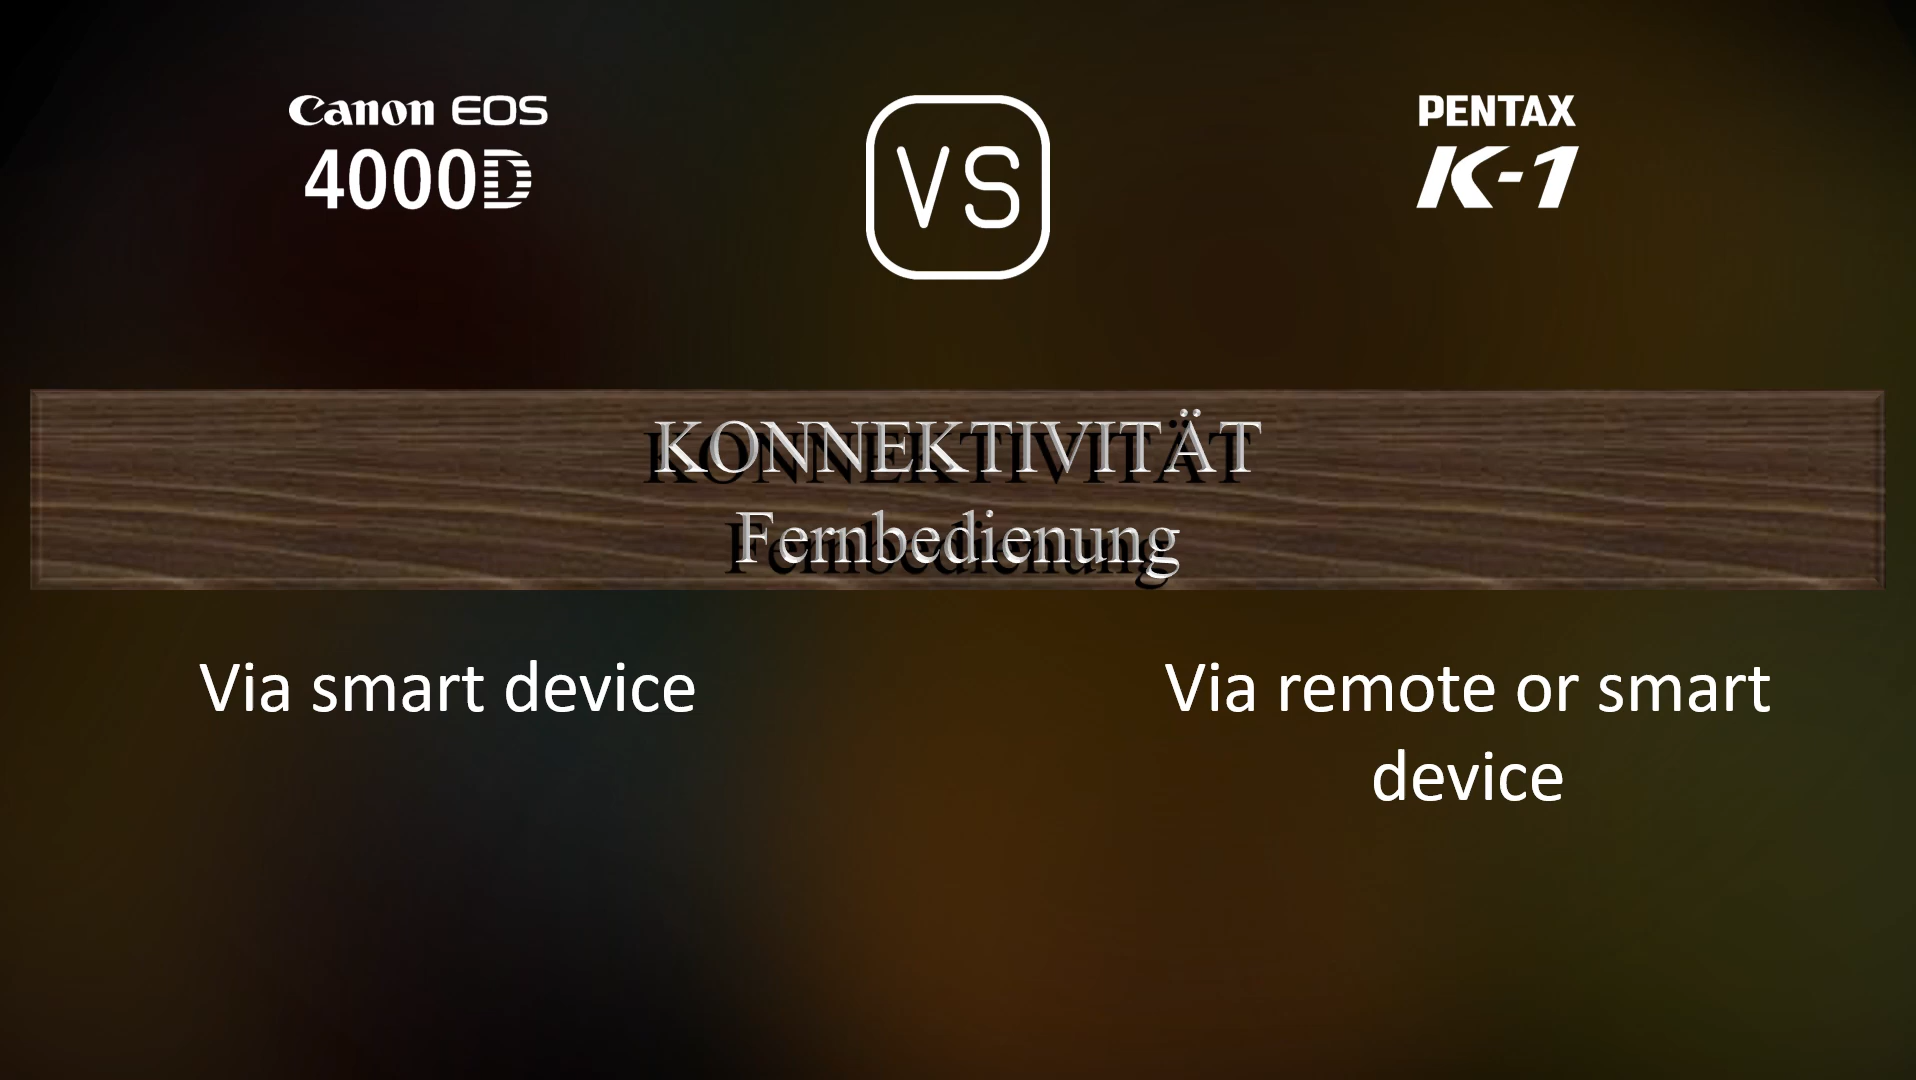 Canon EOS
4000D
VS
PENTAX
K-1
KONNEKTIVITÄT
Fernbedienung
Via smart device
Via remote or smart
device